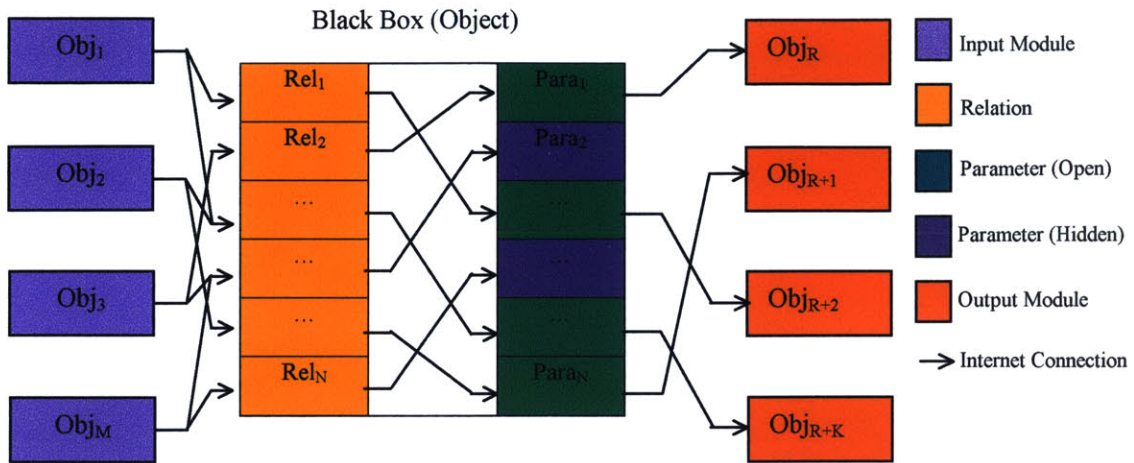 Black Box (Object)
Obj1
Obj2
Obj3
ObjM
Rel1
Rel2
...
...
...
RelN
Para1
Para2
...
...
...
ParaN
ObjR
ObjR+1
ObjR+2
ObjR+K
Input Module
Relation
Parameter (Open)
Parameter (Hidden)
Output Module
Internet Connection